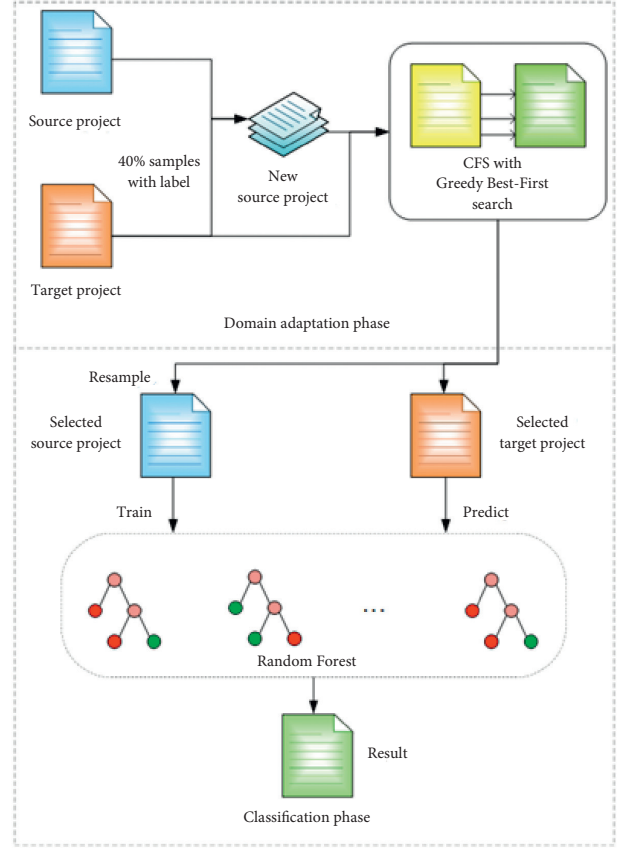 Source project
40% samples
with label
New
source project
CFS with
Greedy Best-First
search
Target project
Domain adaptation phase
Resample
Selected
source project
Selected
target project
Train
Predict
...
Random Forest
Result
Classification phase